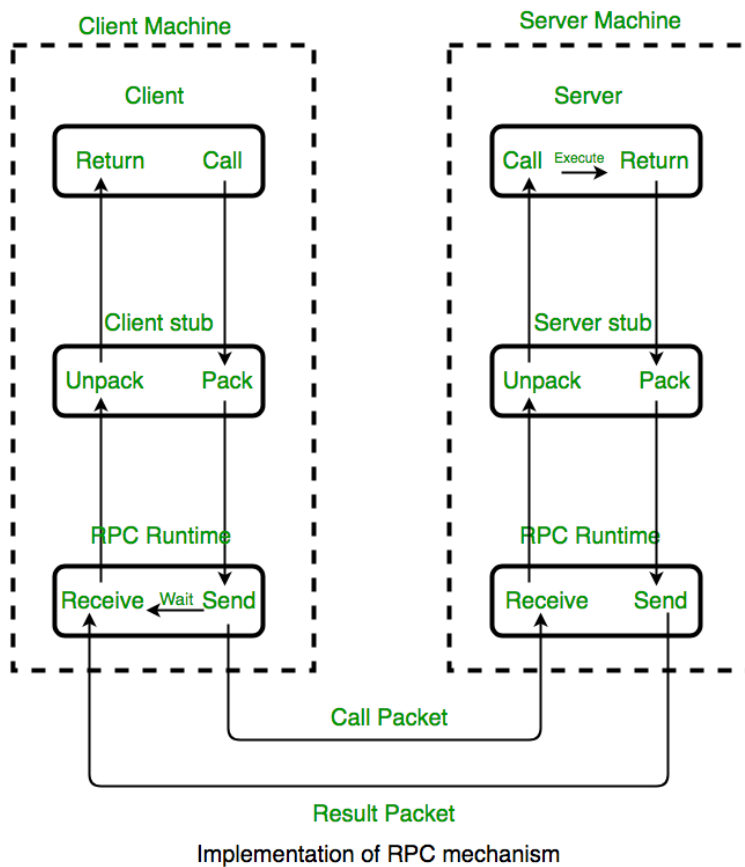 Client Machine
Server Machine
Client
Server
Return Call
Call Execute Return
Client stub
Server stub
Unpack Pack
Unpack Pack
RPC Runtime
RPC Runtime
Receive Wait Send
Receive Send
Call Packet
Result Packet
Implementation of RPC mechanism